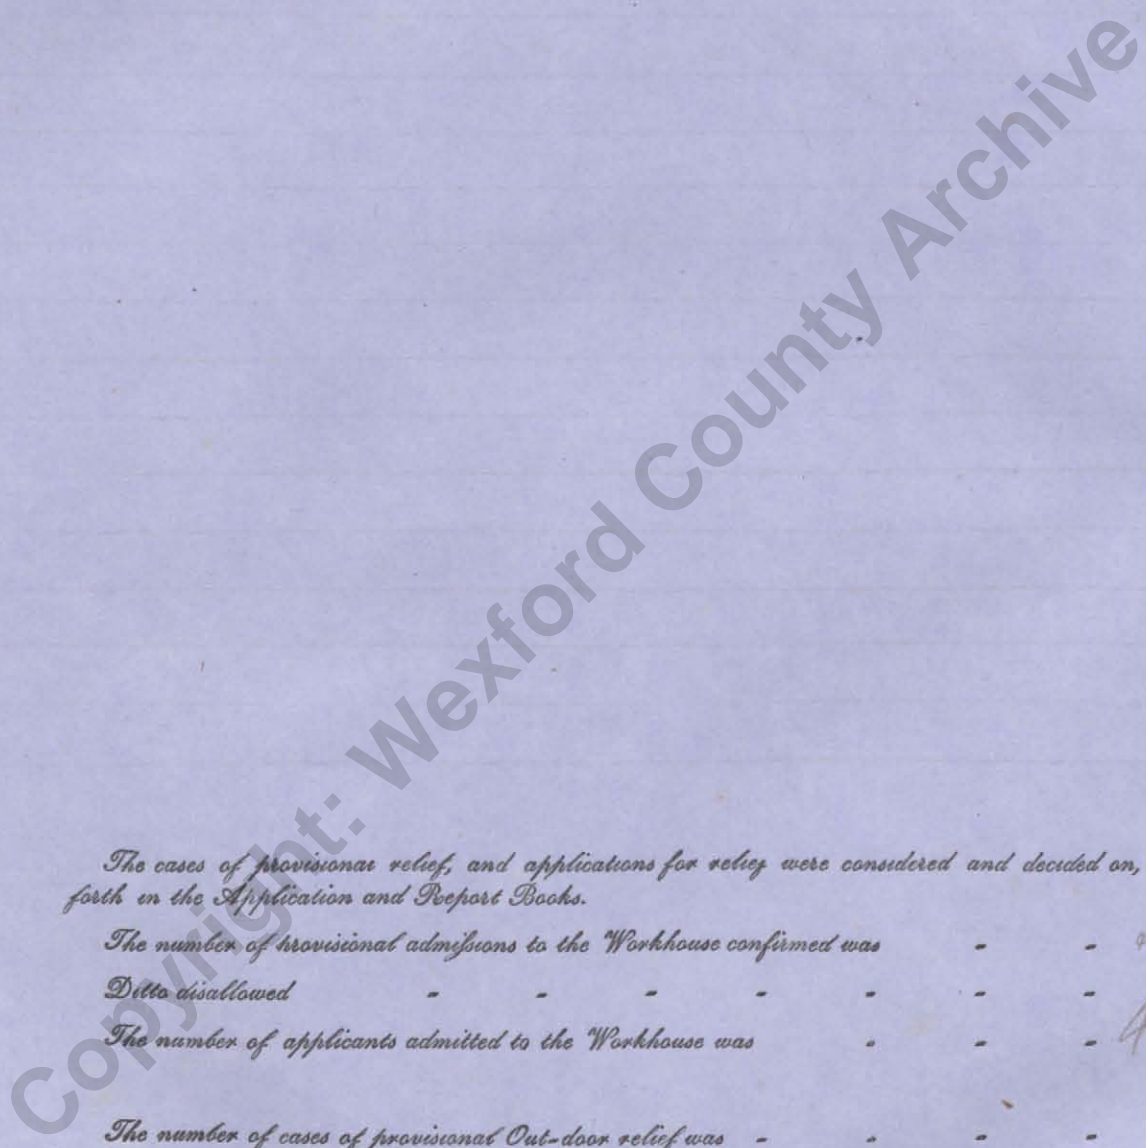 Copyright: Wexford County Archive
The cases of provisional relief, and applications for relief were considered and decided on,
forth in the Application and Report Books.
The number of provisional admissions to the Workhouse confirmed was - -
Ditto disallowed - - - - - - -
The number of applicants admitted to the Workhouse was - - -
The number of cases of provisional Out-door relief was - - - -